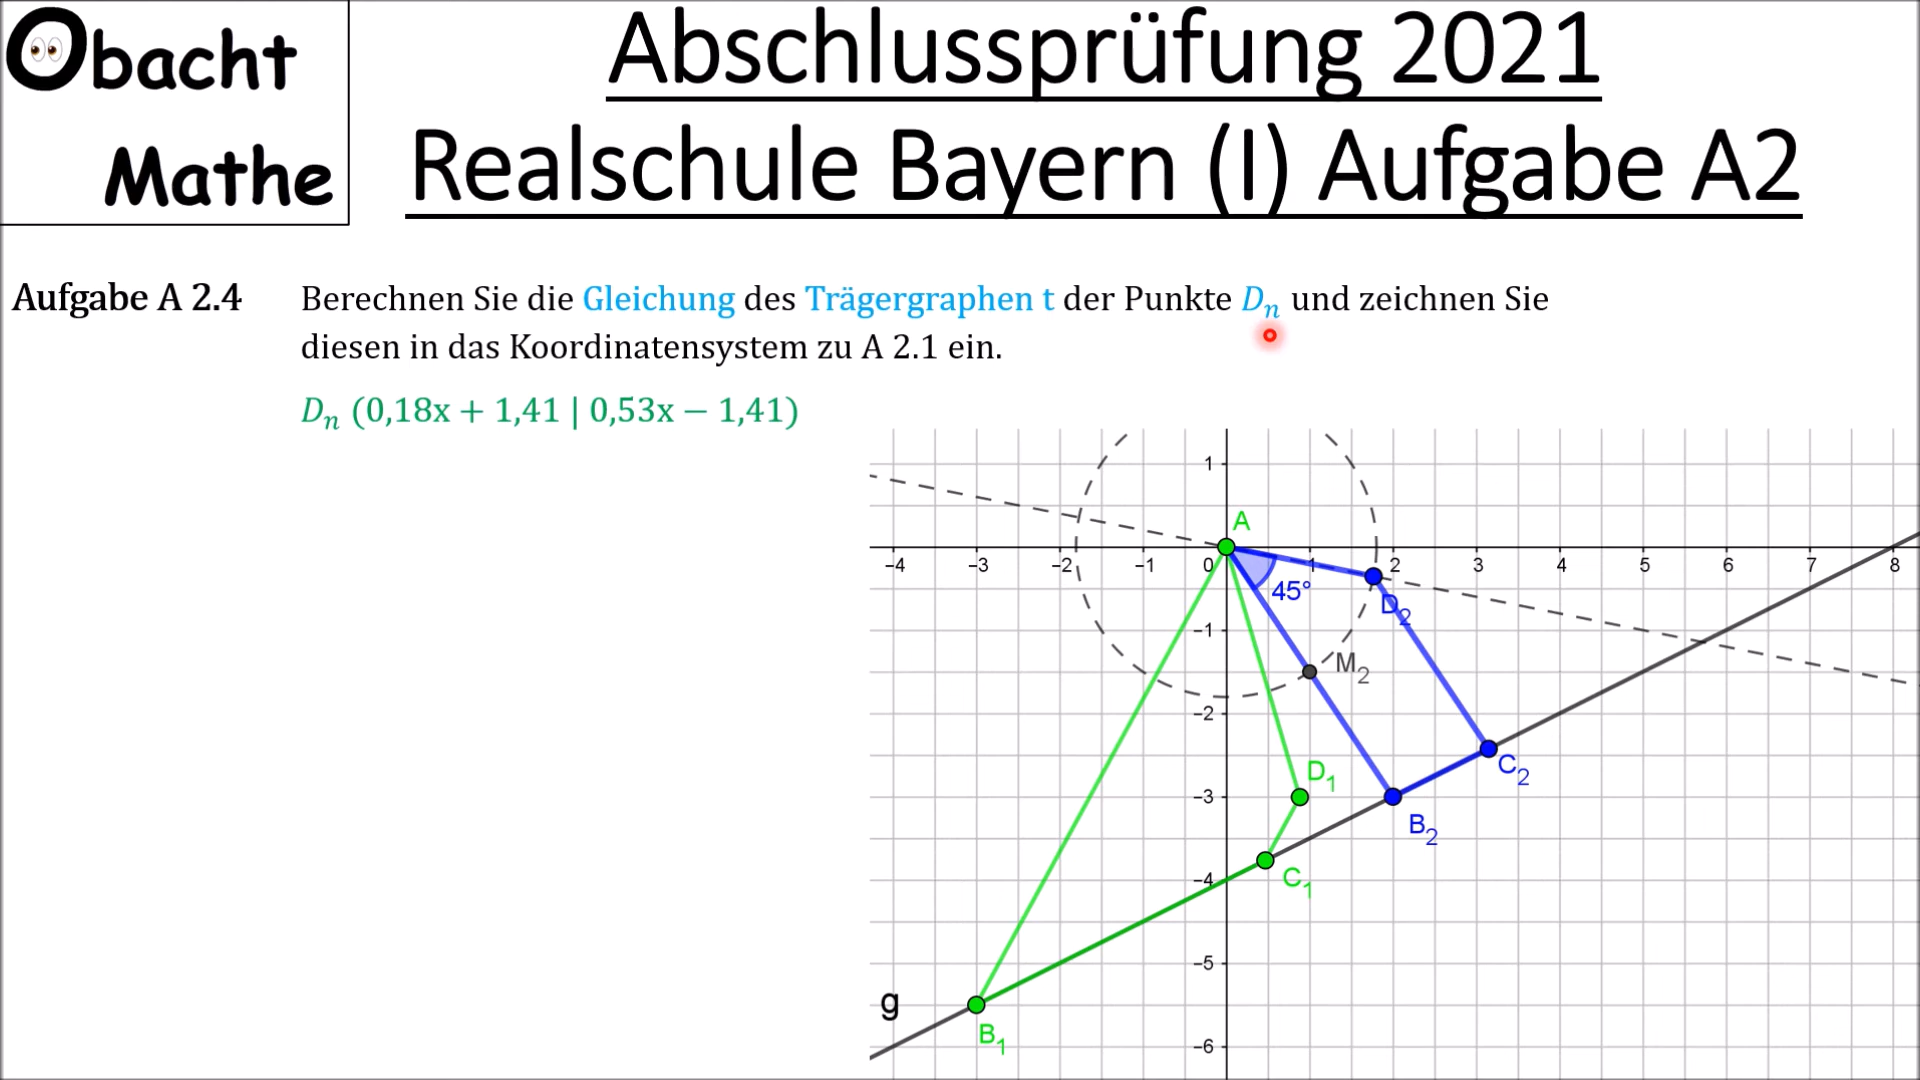 Obacht
Mathe
Abschlussprüfung 2021
Realschule Bayern (I) Aufgabe A2
Aufgabe A 2.4 Berechnen Sie die Gleichung des Trägergraphen t der Punkte Dₙ und zeichnen Sie
diesen in das Koordinatensystem zu A 2.1 ein.
Dₙ (0,18x + 1,41 | 0,53x − 1,41)
1
A
−4 −3 −2 −1 0 1 2 3 4 5 6 7 8
45°
D₂
−1
M₂
−2
D₁
C₂
−3
B₂
−4
C₁
−5
g
B₁
−6